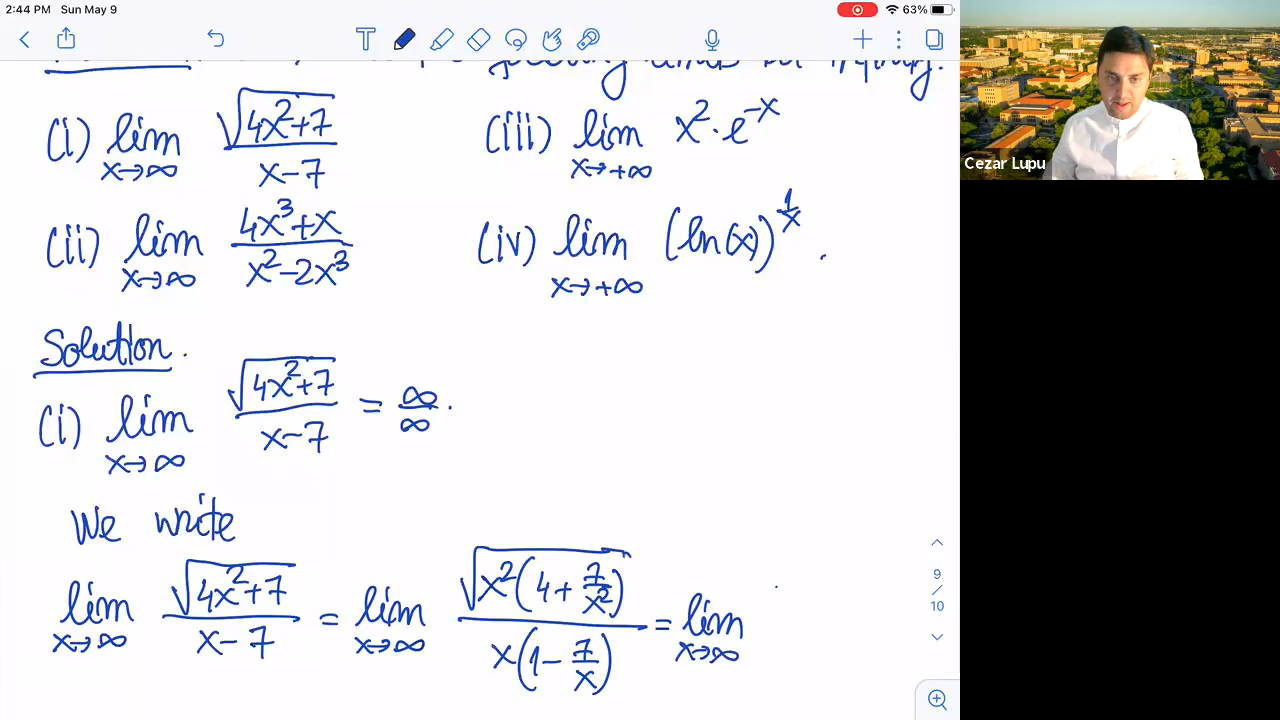 2:44 PM Sun May 9
63%
limits
(i) lim x→∞ √(4x²+7) / (x-7)
(iii) lim x→+∞ x² · e^(-x)
(ii) lim x→∞ (4x³+x) / (x²-2x³)
(iv) lim x→+∞ (ln(x))^(1/x) .
Solution.
(i) lim x→∞ √(4x²+7) / (x-7) = ∞/∞ .
We write
lim x→∞ √(4x²+7) / (x-7) = lim x→∞ √(x²(4+7/x²)) / (x(1-7/x)) = lim x→∞
9 / 10
Cezar Lupu